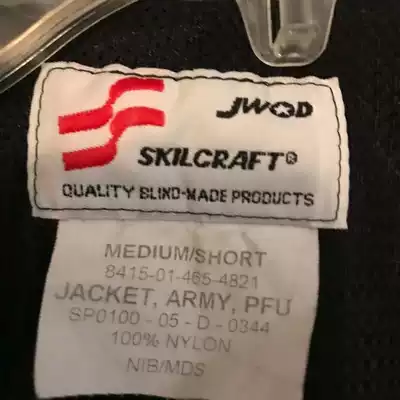 JWOD
SKILCRAFT®
QUALITY BLIND-MADE PRODUCTS
MEDIUM/SHORT
8415-01-465-4821
JACKET, ARMY, PFU
SP0100 - 05 - D - 0344
100% NYLON
NIB/MDS